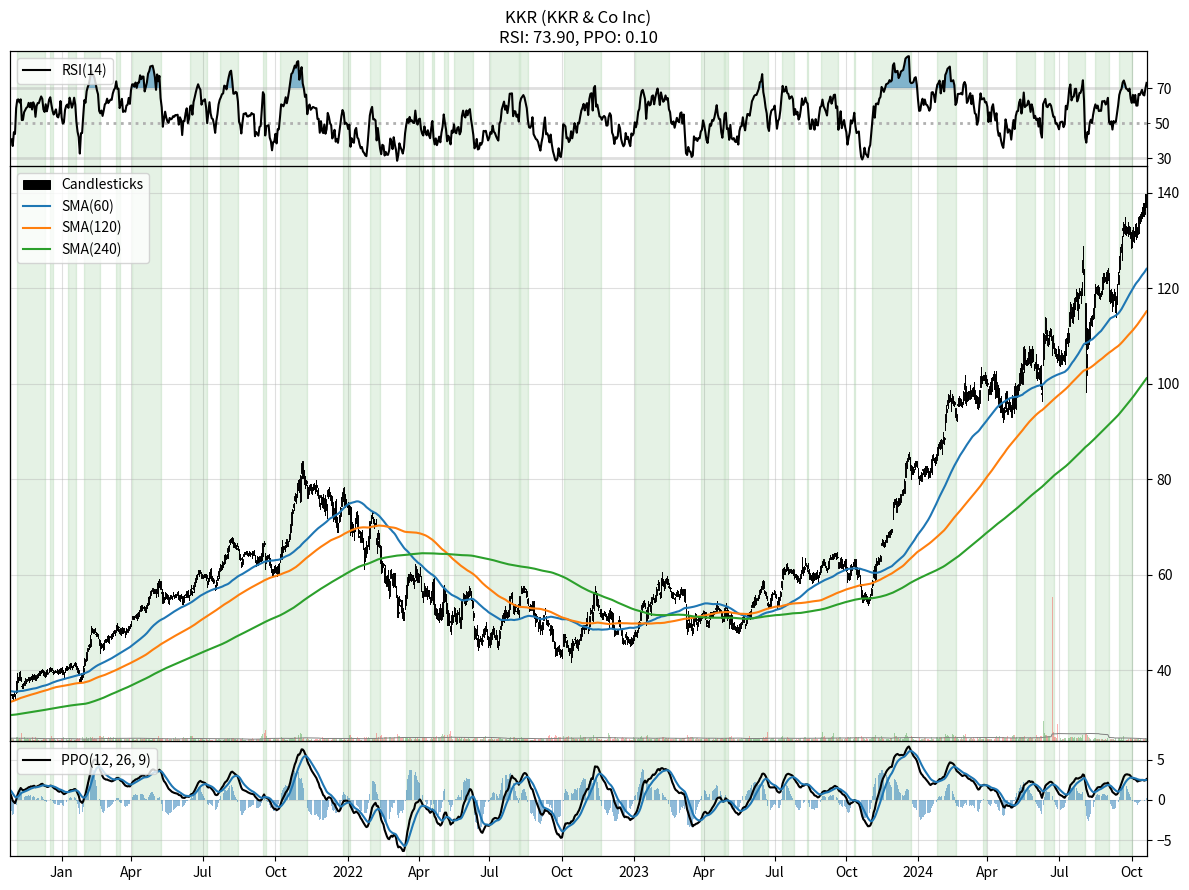 KKR (KKR & Co Inc)
RSI: 73.90, PPO: 0.10
RSI(14)
70
50
30
Candlesticks
SMA(60)
SMA(120)
SMA(240)
140
120
100
80
60
40
PPO(12, 26, 9)
5
0
−5
Jan Apr Jul Oct 2022 Apr Jul Oct 2023 Apr Jul Oct 2024 Apr Jul Oct